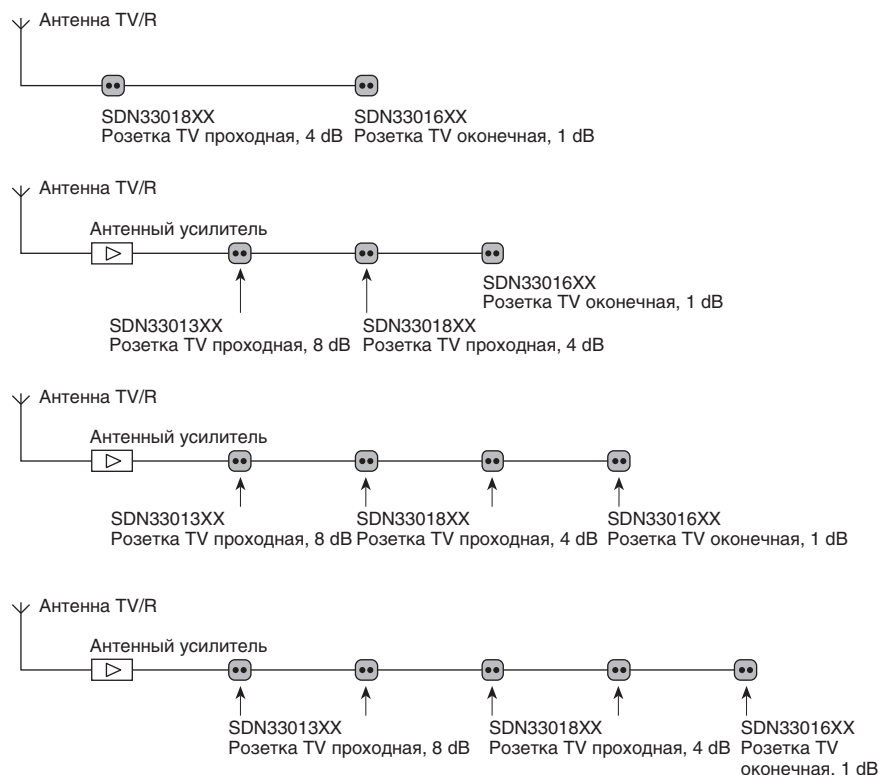 Антенна TV/R
SDN33018XX
Розетка TV проходная, 4 dB
SDN33016XX
Розетка TV оконечная, 1 dB
Антенна TV/R
Антенный усилитель
SDN33016XX
Розетка TV оконечная, 1 dB
SDN33013XX
Розетка TV проходная, 8 dB
SDN33018XX
Розетка TV проходная, 4 dB
Антенна TV/R
Антенный усилитель
SDN33013XX
Розетка TV проходная, 8 dB
SDN33018XX
Розетка TV проходная, 4 dB
SDN33016XX
Розетка TV оконечная, 1 dB
Антенна TV/R
Антенный усилитель
SDN33013XX
Розетка TV проходная, 8 dB
SDN33018XX
Розетка TV проходная, 4 dB
SDN33016XX
Розетка TV
оконечная, 1 dB